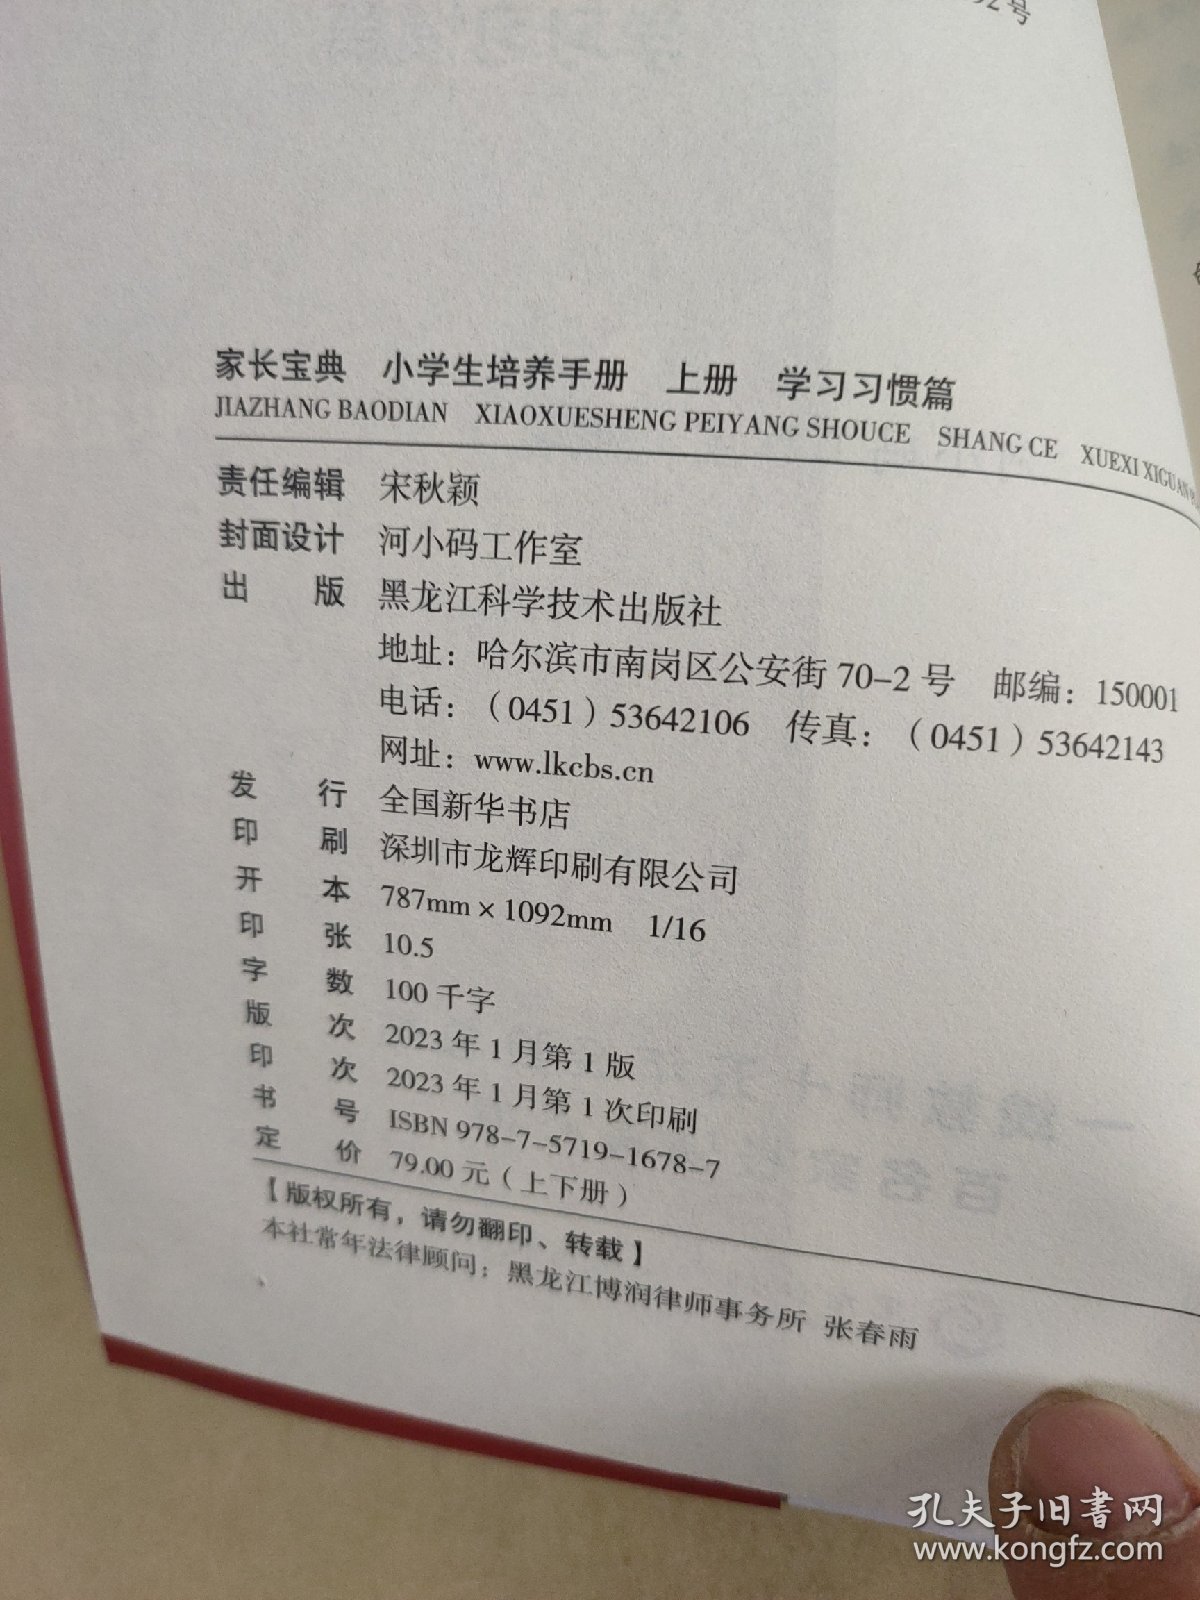 号
家长宝典 小学生培养手册 上册 学习习惯篇
JIAZHANG BAODIAN XIAOXUESHENG PEIYANG SHOUCE SHANG CE XUEXI XIGUAN
责任编辑 宋秋颖
封面设计 河小码工作室
出 版 黑龙江科学技术出版社
地址：哈尔滨市南岗区公安街 70-2 号 邮编：150001
电话：（0451）53642106 传真：（0451）53642143
网址：www.lkcbs.cn
发 行 全国新华书店
印 刷 深圳市龙辉印刷有限公司
开 本 787mm×1092mm 1/16
印 张 10.5
字 数 100 千字
版 次 2023 年 1 月第 1 版
印 次 2023 年 1 月第 1 次印刷
书 号 ISBN 978-7-5719-1678-7
定 价 79.00 元（上下册）
【版权所有，请勿翻印、转载】
本社常年法律顾问：黑龙江博润律师事务所 张春雨
孔夫子旧书网
www.kongfz.com